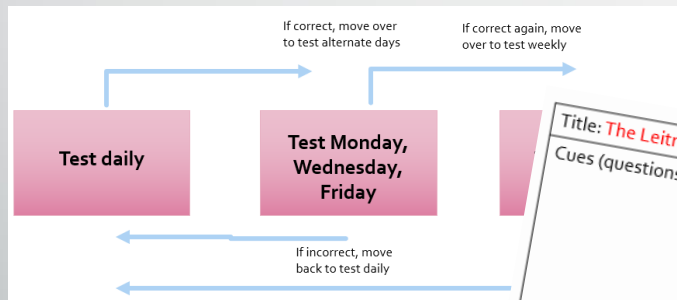 If correct, move over
to test alternate days
If correct again, move
over to test weekly
Test daily
Test Monday,
Wednesday,
Friday
If incorrect, move
back to test daily
Title: The
Cues